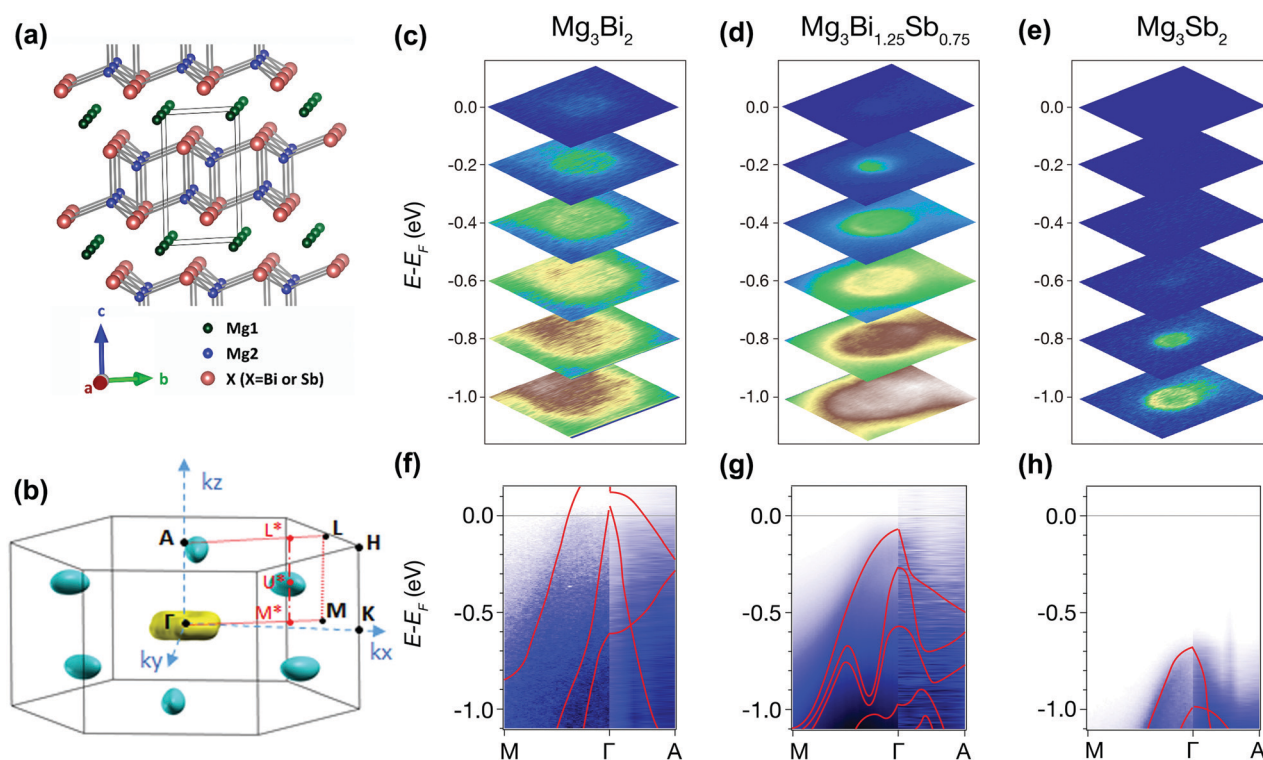 (a)
c
b
a
Mg1
Mg2
X (X=Bi or Sb)
(b)
kz
A
L*
L
H
U*
Γ
M*
M
K
kx
ky
(c)
Mg₃Bi₂
E-E_F (eV)
0.0
-0.2
-0.4
-0.6
-0.8
-1.0
(d)
Mg₃Bi₁.₂₅Sb₀.₇₅
0.0
-0.2
-0.4
-0.6
-0.8
-1.0
(e)
Mg₃Sb₂
0.0
-0.2
-0.4
-0.6
-0.8
-1.0
(f)
E-E_F (eV)
0.0
-0.5
-1.0
M Γ A
(g)
0.0
-0.5
-1.0
M Γ A
(h)
0.0
-0.5
-1.0
M Γ A